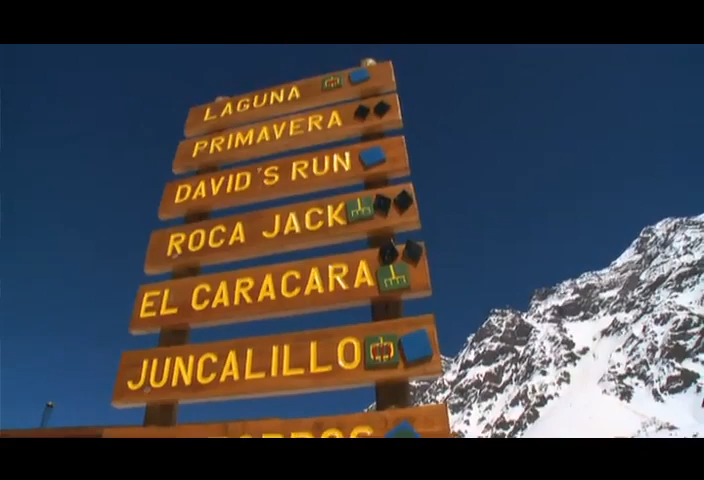 LAGUNA
PRIMAVERA
DAVID'S RUN
ROCA JACK
EL CARACARA
JUNCALILLO